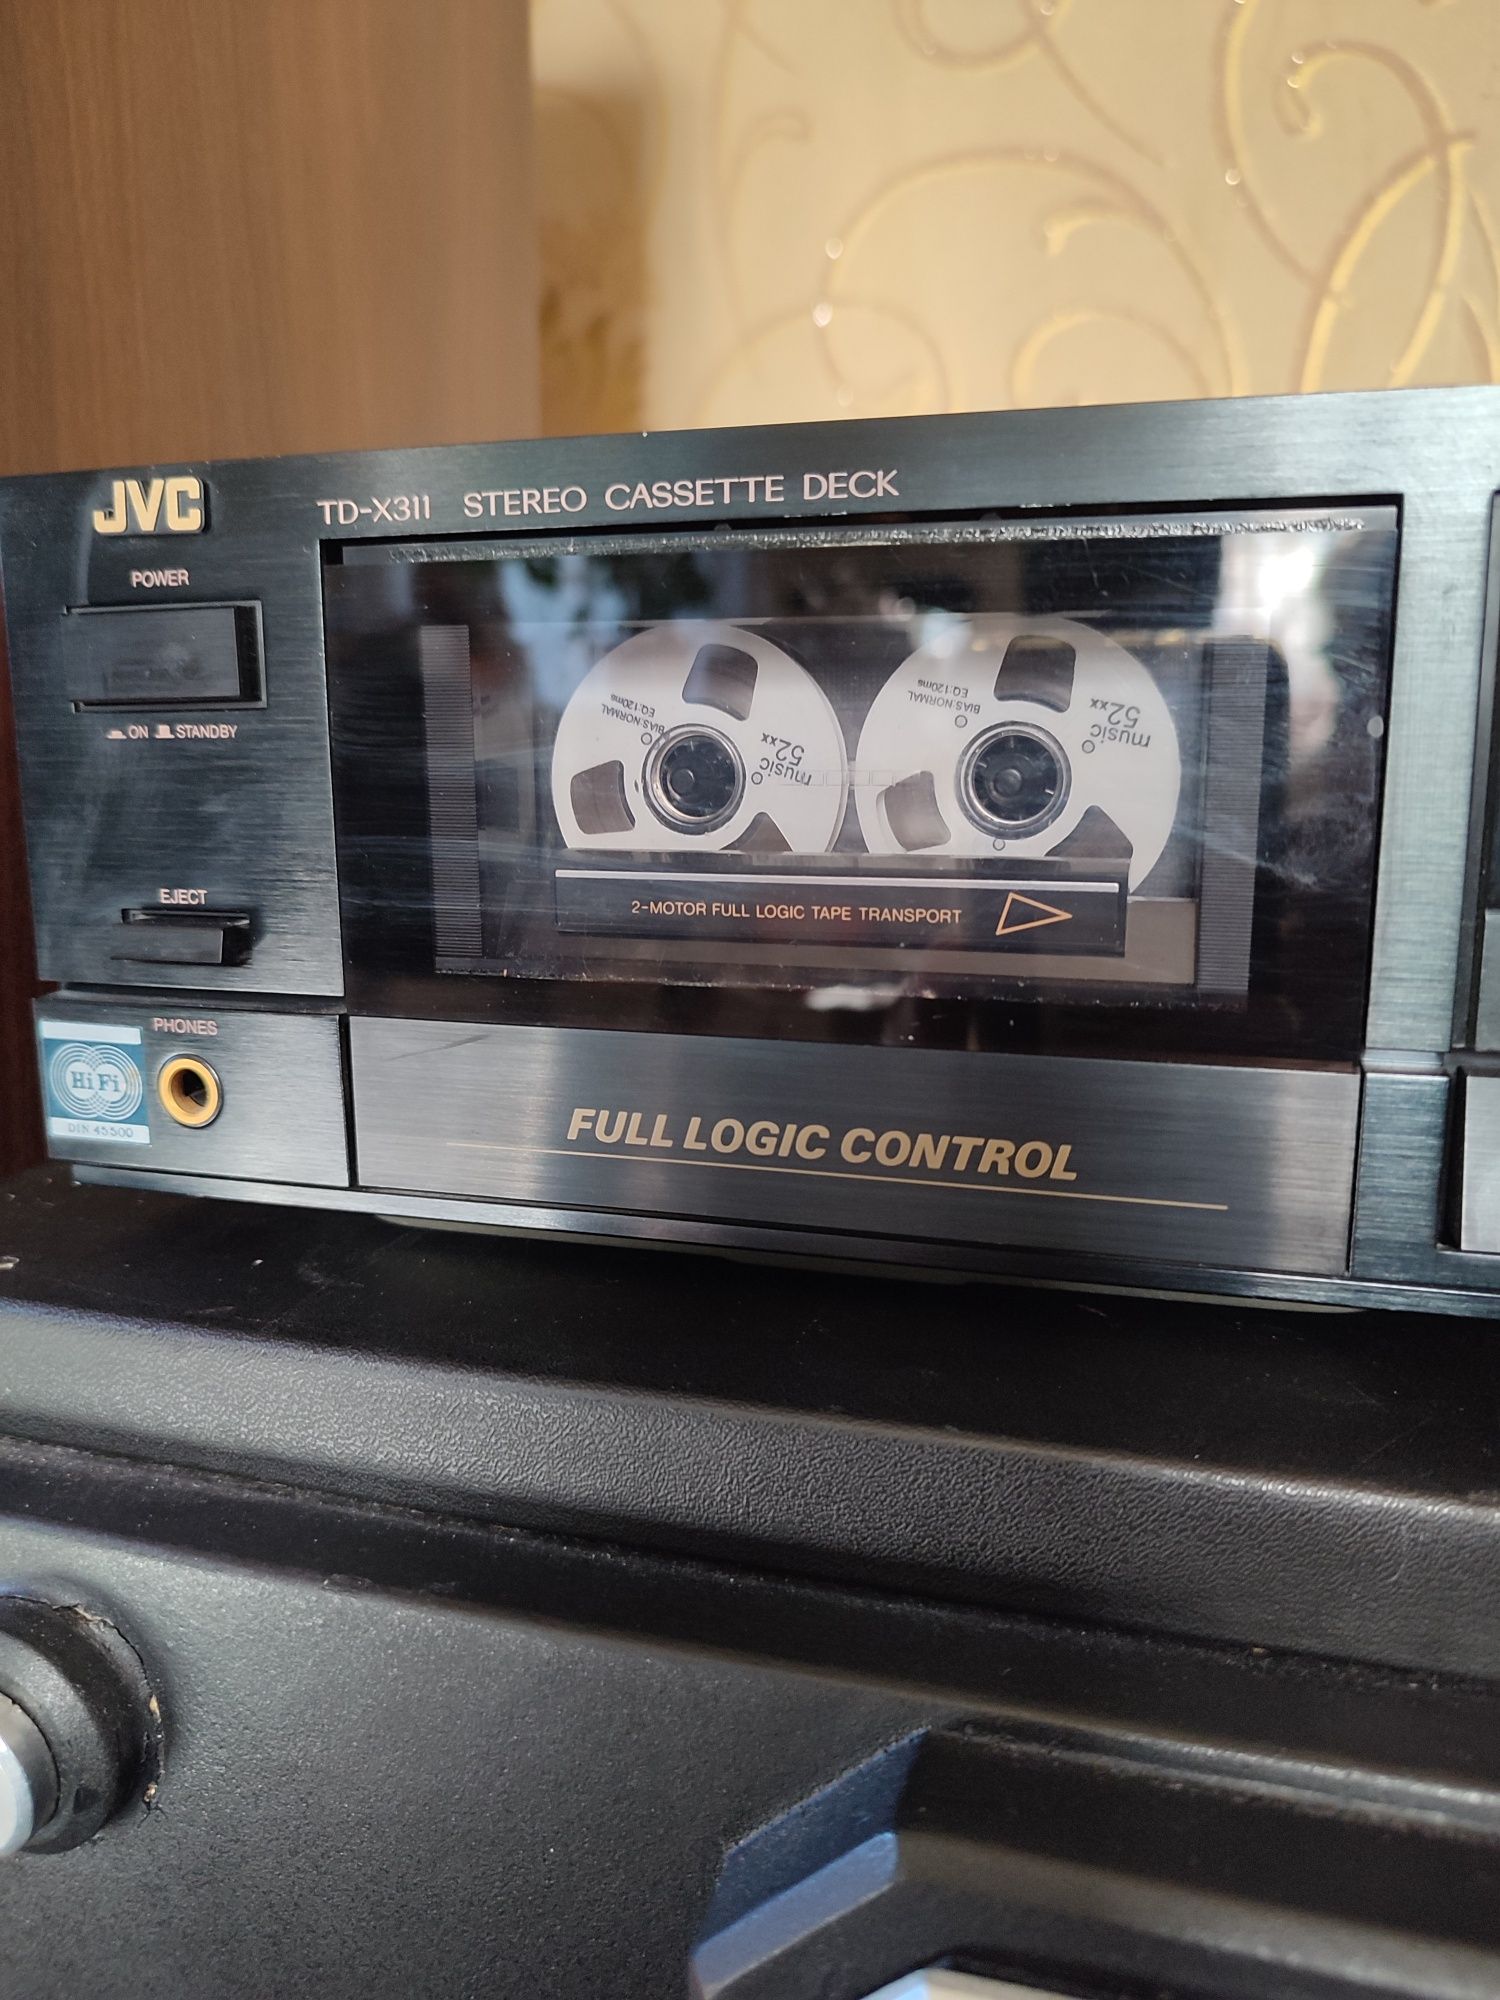 JVC
TD-X311 STEREO CASSETTE DECK
POWER
ON STANDBY
EJECT
PHONES
Hi Fi
DIN 45500
BIAS:NORMAL
EQ:120ms
music
52xx
BIAS:NORMAL
EQ:120ms
music
52xx
2-MOTOR FULL LOGIC TAPE TRANSPORT
FULL LOGIC CONTROL